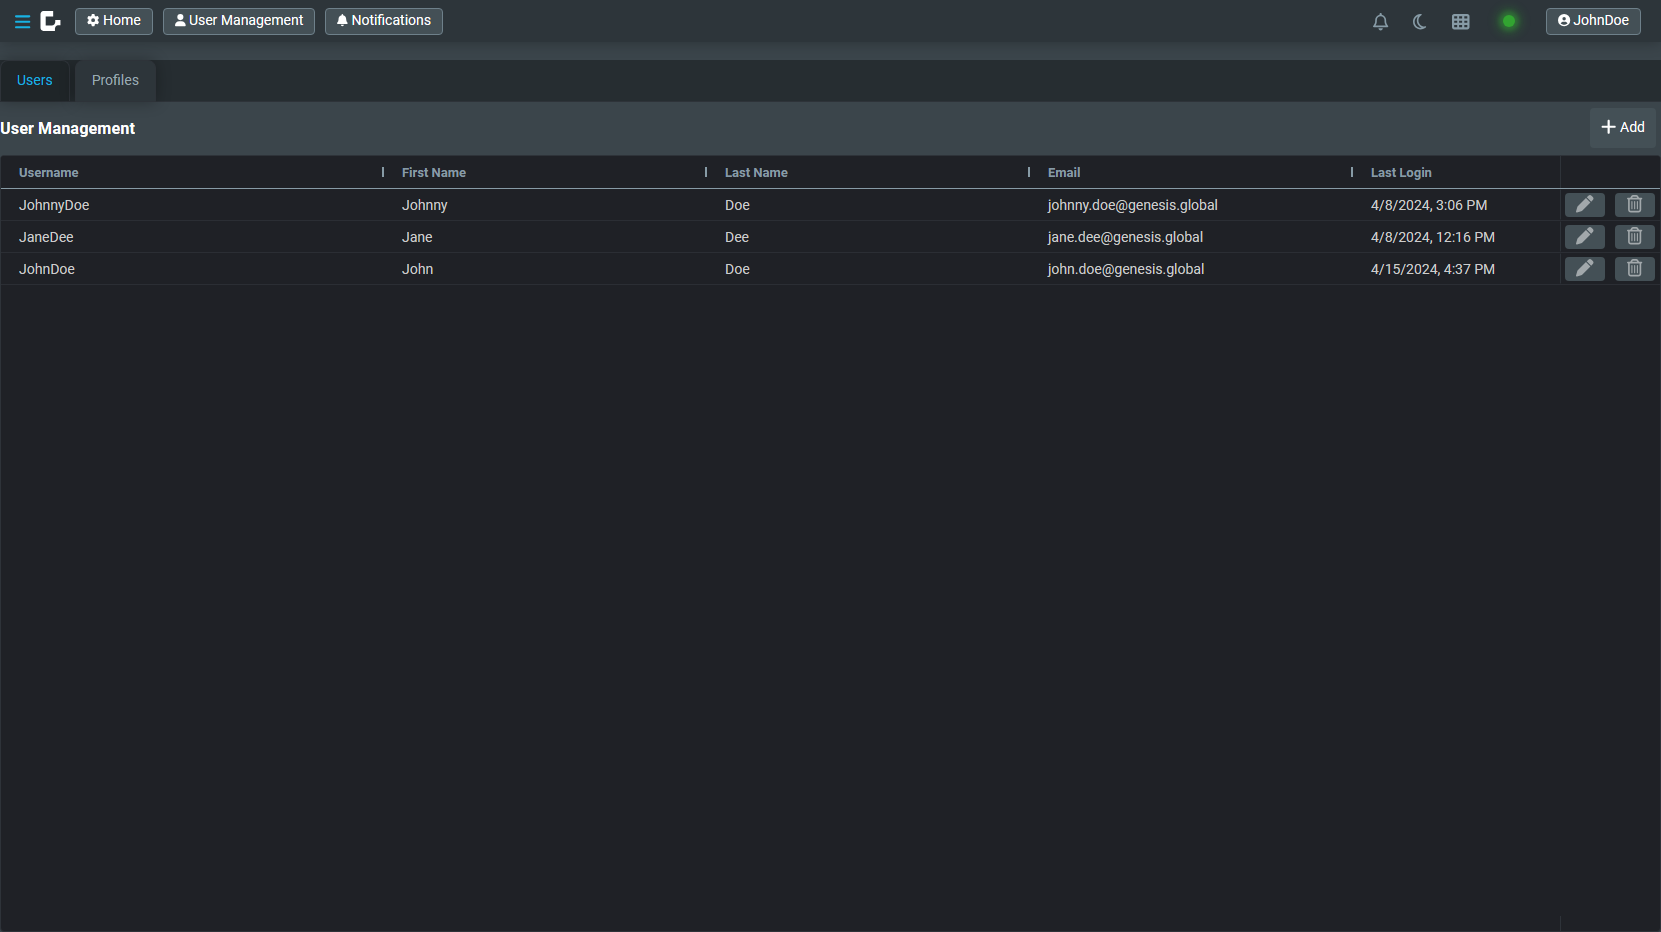 Home User Management Notifications JohnDoe
Users Profiles
User Management Add
Username First Name Last Name Email Last Login
JohnnyDoe Johnny Doe johnny.doe@genesis.global 4/8/2024, 3:06 PM
JaneDee Jane Dee jane.dee@genesis.global 4/8/2024, 12:16 PM
JohnDoe John Doe john.doe@genesis.global 4/15/2024, 4:37 PM